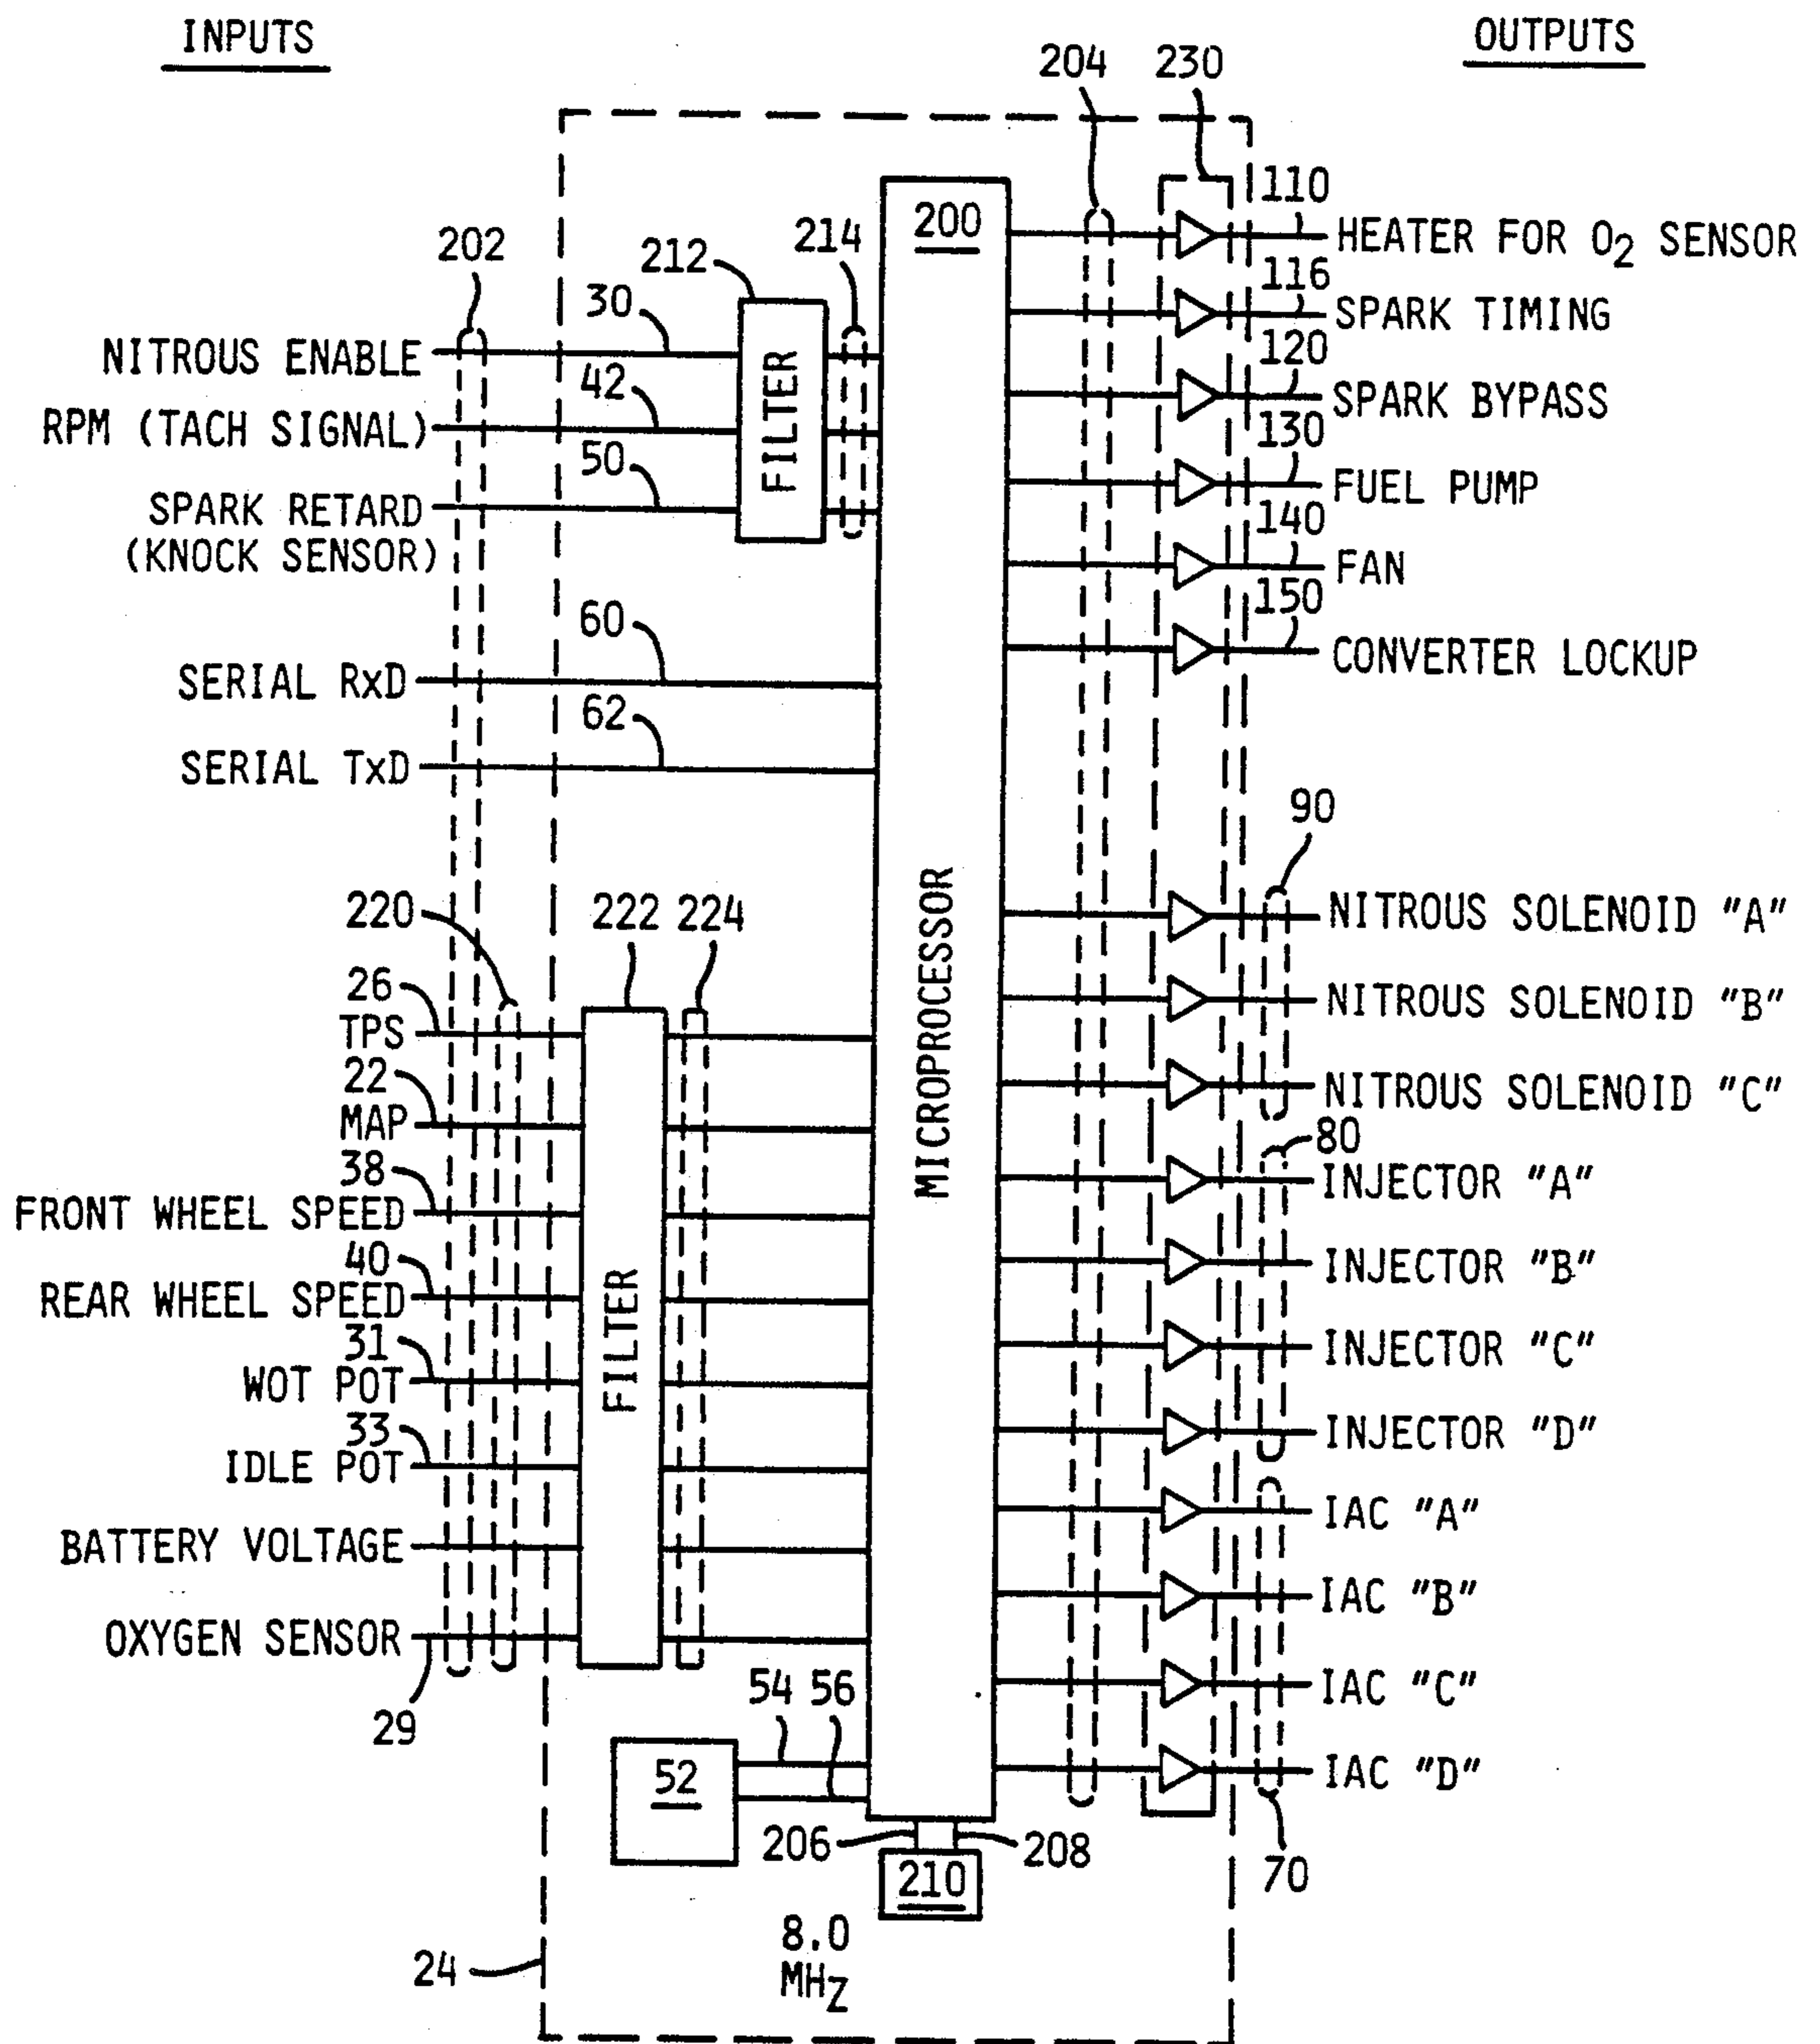 INPUTS
OUTPUTS
204
230
200
110
HEATER FOR O2 SENSOR
116
SPARK TIMING
120
SPARK BYPASS
130
FUEL PUMP
140
FAN
150
CONVERTER LOCKUP
202
212
214
30
NITROUS ENABLE
42
RPM (TACH SIGNAL)
50
SPARK RETARD
(KNOCK SENSOR)
FILTER
60
SERIAL RxD
62
SERIAL TxD
MICROPROCESSOR
90
NITROUS SOLENOID "A"
NITROUS SOLENOID "B"
NITROUS SOLENOID "C"
80
INJECTOR "A"
INJECTOR "B"
INJECTOR "C"
INJECTOR "D"
IAC "A"
IAC "B"
IAC "C"
IAC "D"
70
220
222
224
26
TPS
22
MAP
38
FRONT WHEEL SPEED
40
REAR WHEEL SPEED
31
WOT POT
33
IDLE POT
BATTERY VOLTAGE
OXYGEN SENSOR
29
FILTER
54
56
52
206
208
210
8.0
MHZ
24